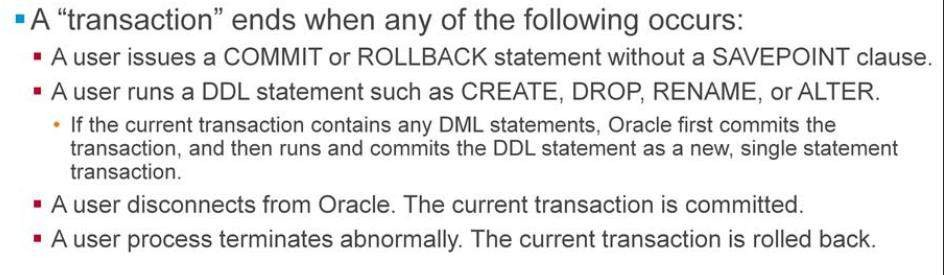 A “transaction” ends when any of the following occurs:
A user issues a COMMIT or ROLLBACK statement without a SAVEPOINT clause.
A user runs a DDL statement such as CREATE, DROP, RENAME, or ALTER.
If the current transaction contains any DML statements, Oracle first commits the
transaction, and then runs and commits the DDL statement as a new, single statement
transaction.
A user disconnects from Oracle. The current transaction is committed.
A user process terminates abnormally. The current transaction is rolled back.